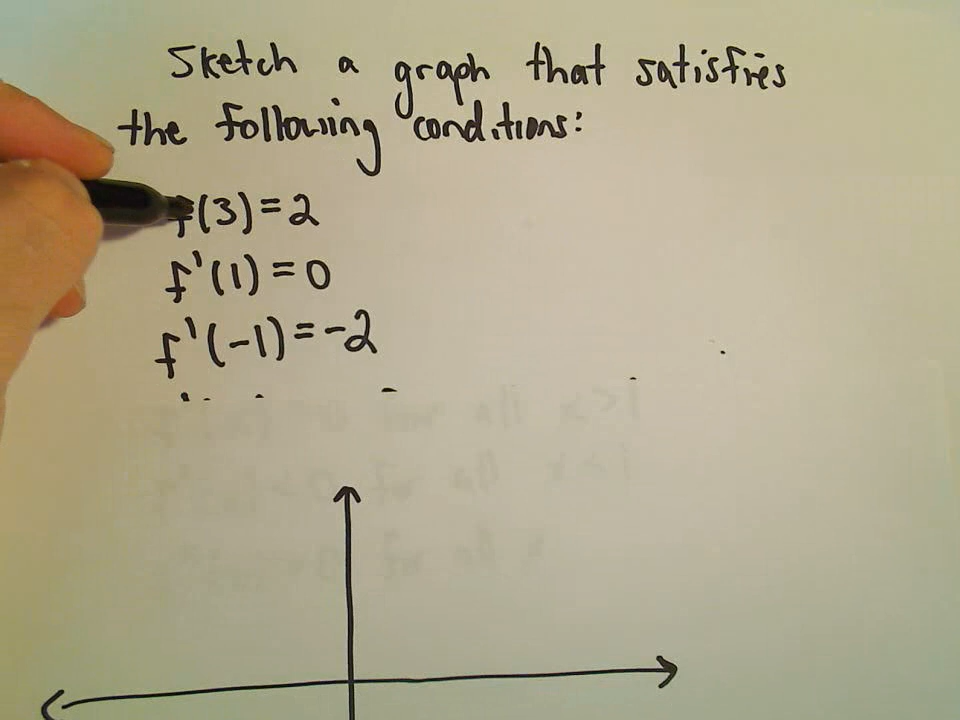 Sketch a graph that satisfies
the following conditions:
f(3)=2
f'(1)=0
f'(-1)=-2